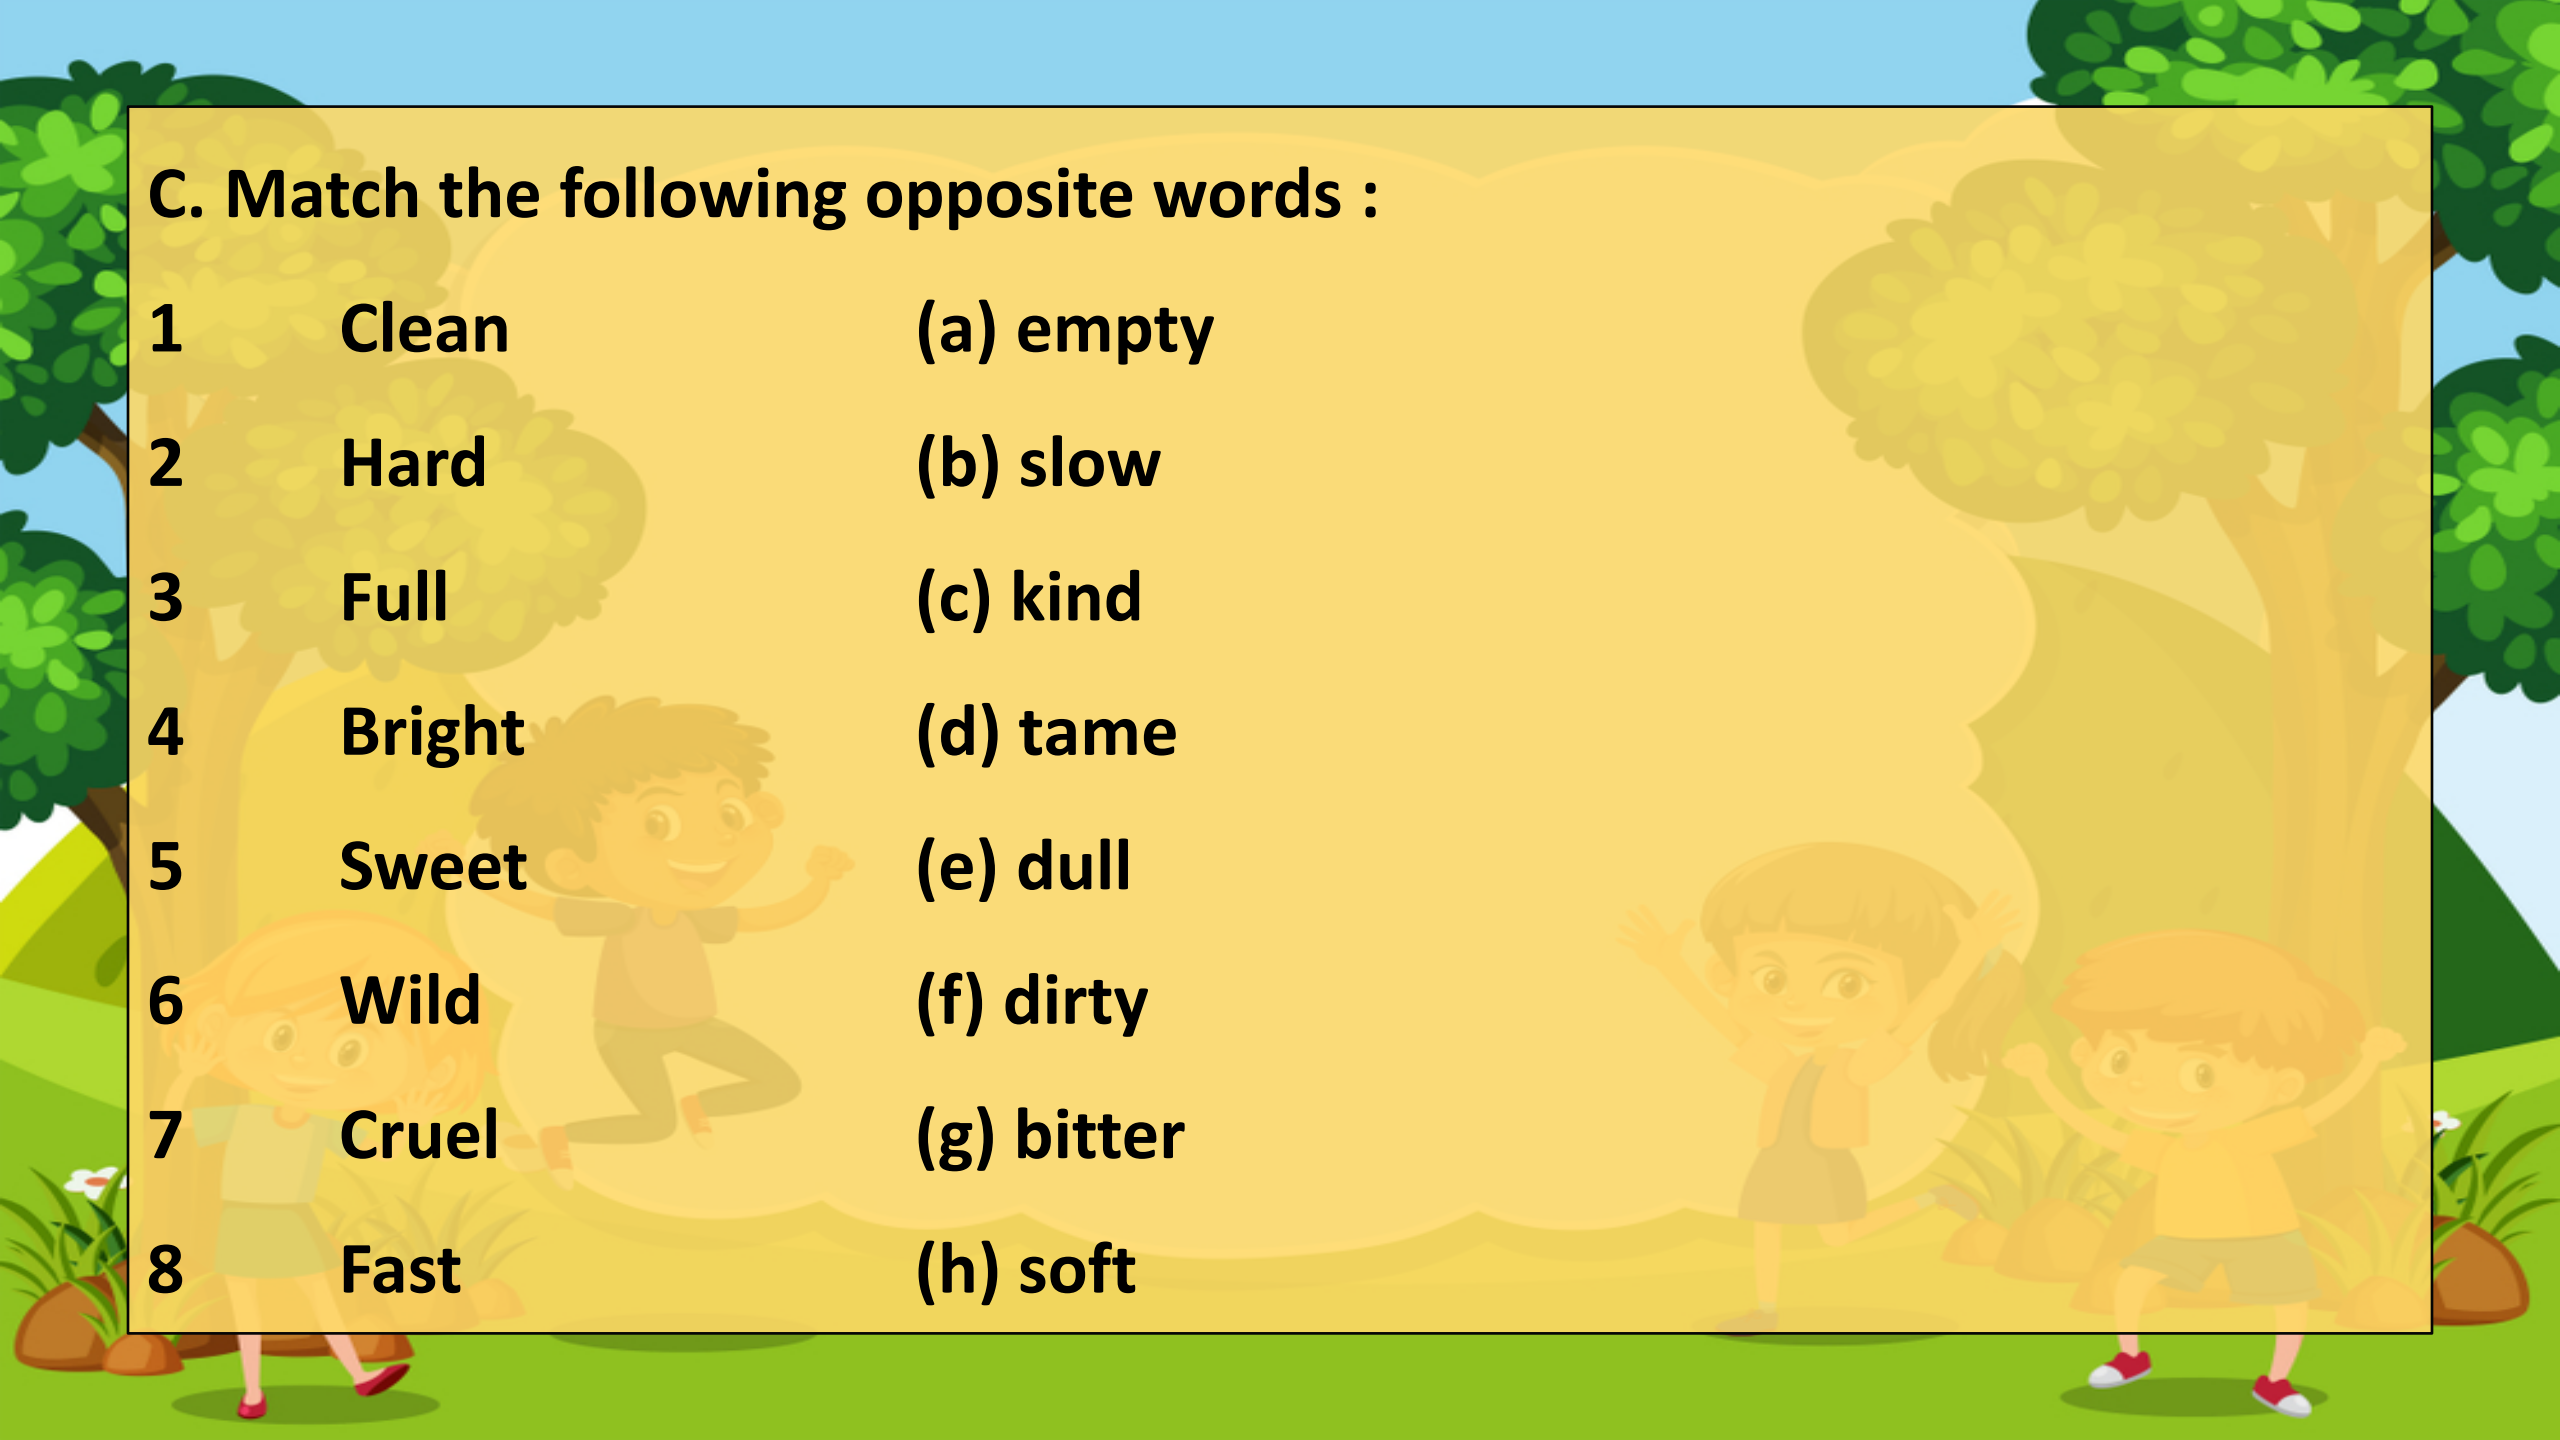 C. Match the following opposite words :
1 Clean (a) empty
2 Hard (b) slow
3 Full (c) kind
4 Bright (d) tame
5 Sweet (e) dull
6 Wild (f) dirty
7 Cruel (g) bitter
8 Fast (h) soft